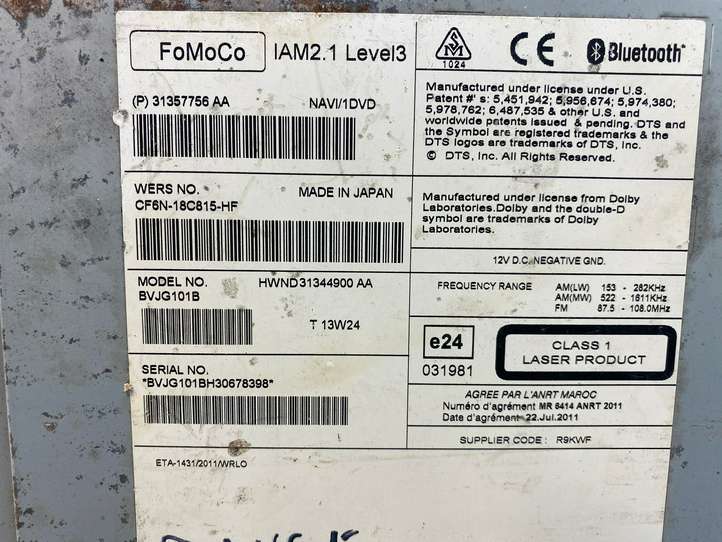 FoMoCo IAM2.1 Level3
(P) 31357756 AA NAVI/1DVD
WERS NO. MADE IN JAPAN
CF6N-18C815-HF
MODEL NO. HWND31344900 AA
BVJG101B
T 13W24
SERIAL NO.
*BVJG101BH30678398*
ETA-1431/2011/WRLO
1024 CE Bluetooth
Manufactured under license under U.S.
Patent #' s : 5,451,942; 5,956,674; 5,974,380;
5,978,762; 6,487,535 & other U.S. and
worldwide patents issued & pending. DTS and
the Symbol are registered trademarks & the
DTS logos are trademarks of DTS, Inc.
© DTS, Inc. All Rights Reserved.
Manufactured under license from Dolby
Laboratories.Dolby and the double-D
symbol are trademarks of Dolby
Laboratories.
12V D.C. NEGATIVE GND.
FREQUENCY RANGE AM(LW) 153 - 282KHz
AM(MW) 522 - 1611KHz
FM 87.5 - 108.0MHz
e24
031981
CLASS 1
LASER PRODUCT
AGREE PAR L'ANRT MAROC
Numéro d'agrément MR 6414 ANRT 2011
Date d'agrément 22.Jul.2011
SUPPLIER CODE : R9KWF